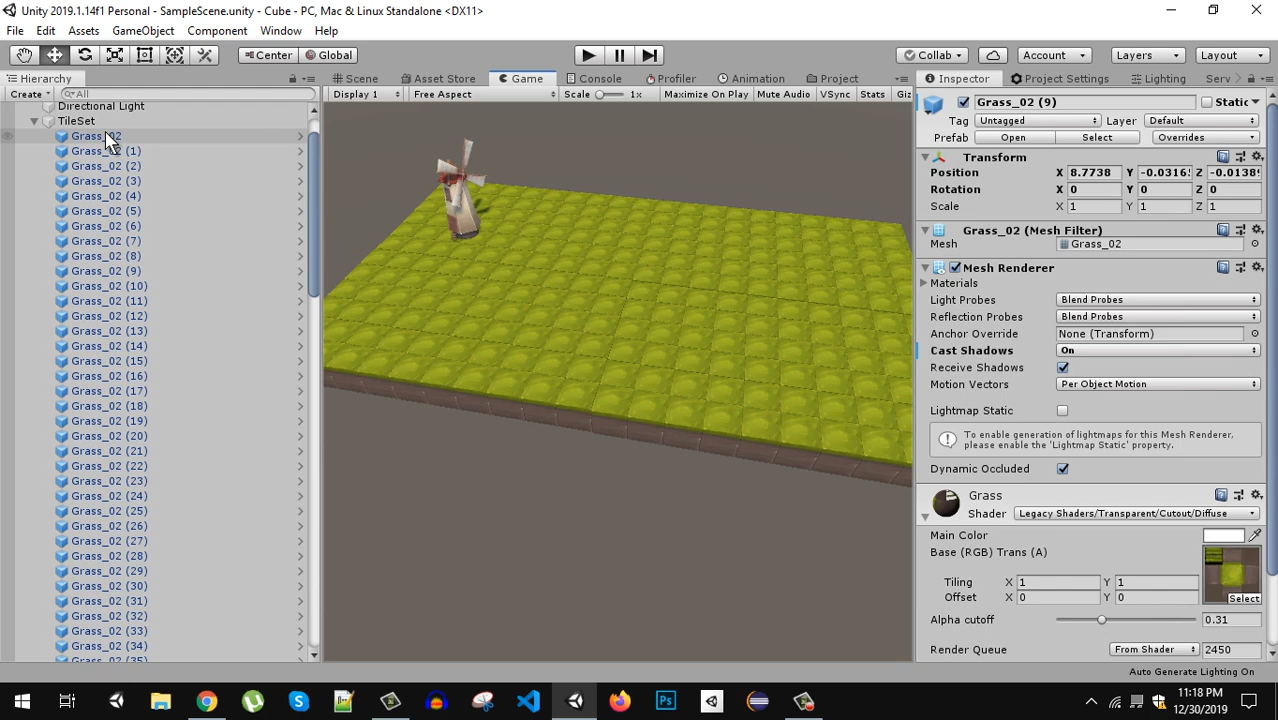 Unity 2019.1.14f1 Personal - SampleScene.unity - Cube - PC, Mac & Linux Standalone <DX11>
File Edit Assets GameObject Component Window Help
Center Global Collab Account Layers Layout
Hierarchy Scene Asset Store Game Console Profiler Animation Project Inspector Project Settings Lighting Serv
Create All Display 1 Free Aspect Scale 1x Maximize On Play Mute Audio VSync Stats Giz
Directional Light
TileSet
Grass_02
Grass_02 (1)
Grass_02 (2)
Grass_02 (3)
Grass_02 (4)
Grass_02 (5)
Grass_02 (6)
Grass_02 (7)
Grass_02 (8)
Grass_02 (9)
Grass_02 (10)
Grass_02 (11)
Grass_02 (12)
Grass_02 (13)
Grass_02 (14)
Grass_02 (15)
Grass_02 (16)
Grass_02 (17)
Grass_02 (18)
Grass_02 (19)
Grass_02 (20)
Grass_02 (21)
Grass_02 (22)
Grass_02 (23)
Grass_02 (24)
Grass_02 (25)
Grass_02 (26)
Grass_02 (27)
Grass_02 (28)
Grass_02 (29)
Grass_02 (30)
Grass_02 (31)
Grass_02 (32)
Grass_02 (33)
Grass_02 (34)
Grass_02 (35)
Grass_02 (9) Static
Tag Untagged Layer Default
Prefab Open Select Overrides
Transform
Position X 8.7738 Y -0.0316 Z -0.0138
Rotation X 0 Y 0 Z 0
Scale X 1 Y 1 Z 1
Grass_02 (Mesh Filter)
Mesh Grass_02
Mesh Renderer
Materials
Light Probes Blend Probes
Reflection Probes Blend Probes
Anchor Override None (Transform)
Cast Shadows On
Receive Shadows
Motion Vectors Per Object Motion
Lightmap Static
To enable generation of lightmaps for this Mesh Renderer,
please enable the 'Lightmap Static' property.
Dynamic Occluded
Grass
Shader Legacy Shaders/Transparent/Cutout/Diffuse
Main Color
Base (RGB) Trans (A)
Tiling X 1 Y 1
Offset X 0 Y 0
Select
Alpha cutoff 0.31
Render Queue From Shader 2450
Auto Generate Lighting On
11:18 PM
12/30/2019